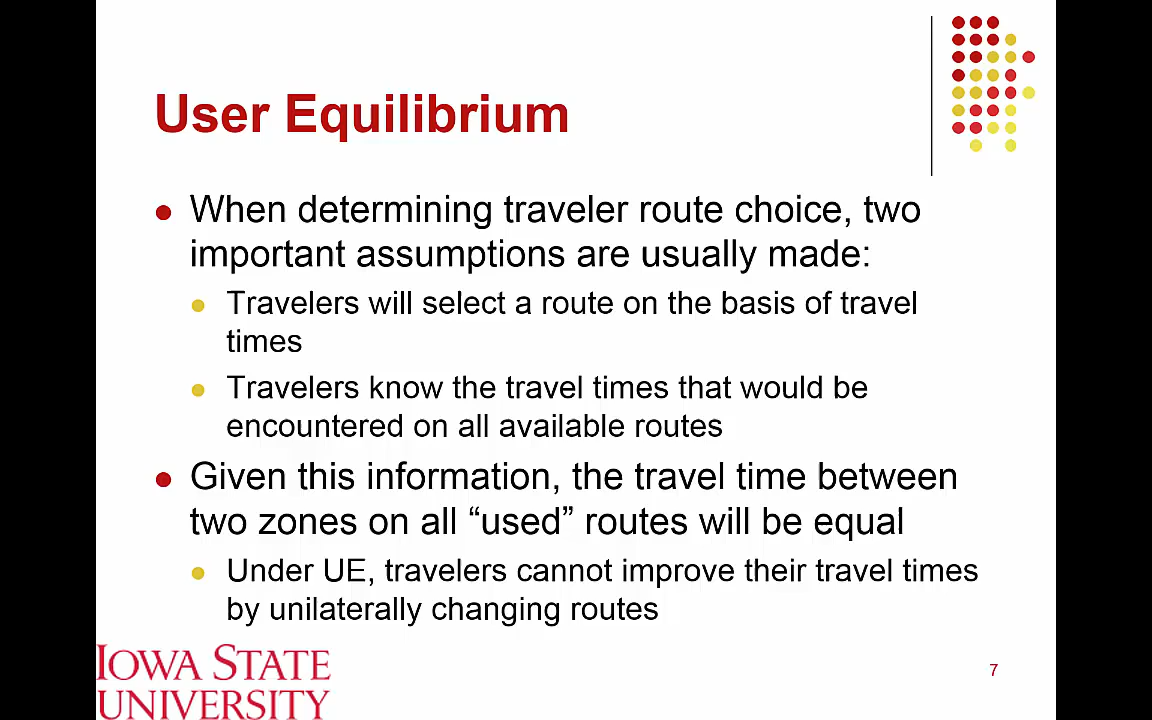 User Equilibrium
When determining traveler route choice, two
important assumptions are usually made:
Travelers will select a route on the basis of travel
times
Travelers know the travel times that would be
encountered on all available routes
Given this information, the travel time between
two zones on all “used” routes will be equal
Under UE, travelers cannot improve their travel times
by unilaterally changing routes
IOWA STATE
UNIVERSITY
7